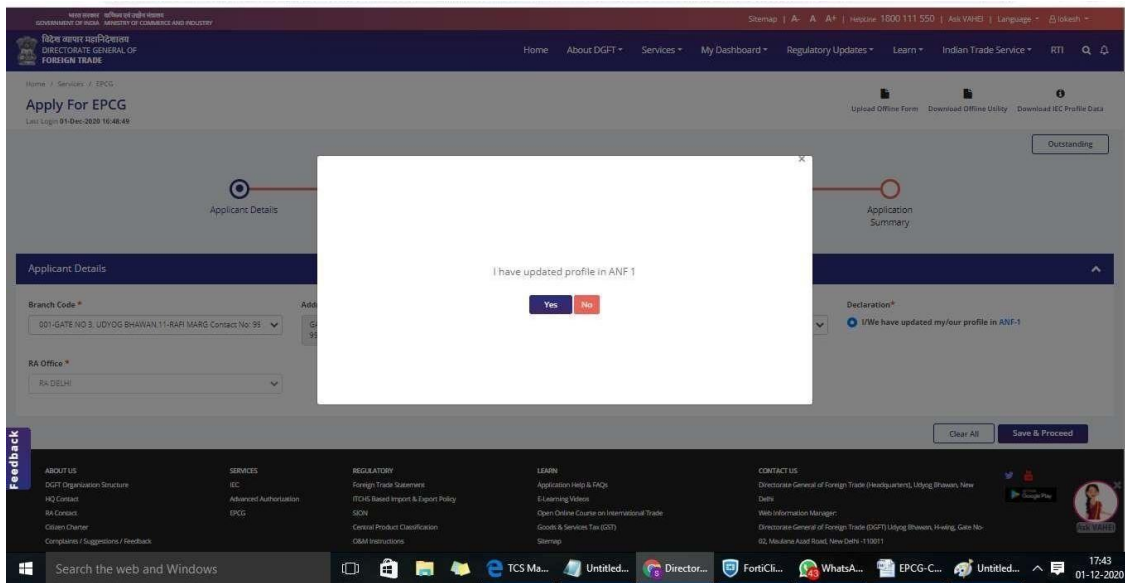 भारत सरकार वाणिज्य एवं उद्योग मंत्रालय
GOVERNMENT OF INDIA MINISTRY OF COMMERCE AND INDUSTRY
Sitemap | A- A A+ | HelpLine 1800 111 550 | Ask VAHEI | Language | lokesh
विदेश व्यापार महानिदेशालय
DIRECTORATE GENERAL OF
FOREIGN TRADE
Home About DGFT Services My Dashboard Regulatory Updates Learn Indian Trade Service RTI
Home / Services / EPCG
Apply For EPCG
Last Login 01-Dec-2020 16:48:49
Upload Offline Form Download Offline Utility Download IEC Profile Data
Outstanding
×
Applicant Details
Application
Summary
I have updated profile in ANF 1
Yes No
Applicant Details
Branch Code * Add Declaration*
001-GATE NO 3, UDYOG BHAWAN,11-RAFI MARG Contact No: 99 I/We have updated my/our profile in ANF-1
RA Office *
RA DELHI
Clear All Save & Proceed
Feedback
ABOUT US SERVICES REGULATORY LEARN CONTACT US
DGFT Organization Structure IEC Foreign Trade Statement Application Help & FAQs Directorate General of Foreign Trade (Headquarters), Udyog Bhawan, New
HQ Contact Advanced Authorization ITCHS Based Import & Export Policy E-Learning Videos Delhi
RA Contact EPCG SION Online Course on International Trade Web Information Manager:
Citizen Charter Central Product Classification Goods & Services Tax (GST) Directorate General of Foreign Trade (DGFT) Udyog Bhawan, H-wing, Gate No-
Complaints / Suggestions / Feedback O&M Instructions Sitemap 02, Maulana Azad Road, New Delhi -110011
Google Play
Ask VAHEI
Search the web and Windows TCS Ma... Untitled... Director... FortiCli... WhatsA... EPCG-C... Untitled... 17:43
01-12-2020